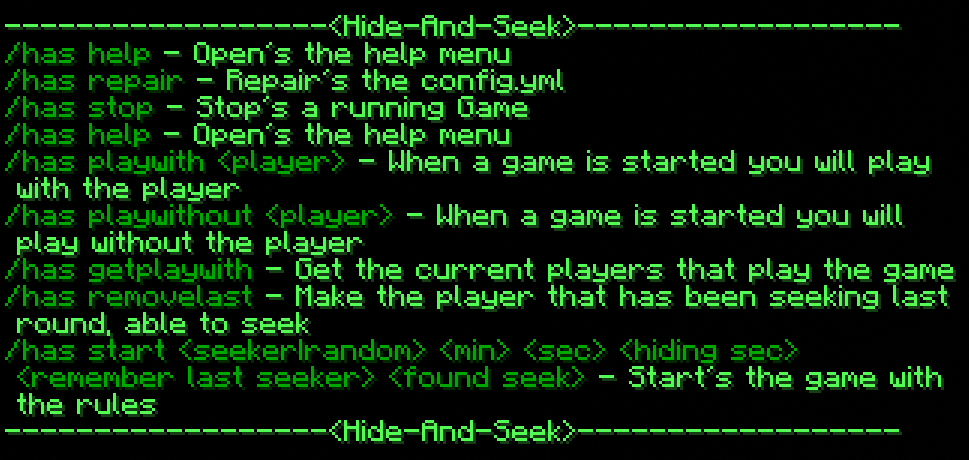 ------------------<Hide-And-Seek>------------------
/has help - Open's the help menu
/has repair - Repair's the config.yml
/has stop - Stop's a running Game
/has help - Open's the help menu
/has playwith <player> - When a game is started you will play
with the player
/has playwithout <player> - When a game is started you will
play without the player
/has getplaywith - Get the current players that play the game
/has removelast - Make the player that has been seeking last
round, able to seek
/has start <seeker|random> <min> <sec> <hiding sec>
<remember last seeker> <found seek> - Start's the game with
the rules
------------------<Hide-And-Seek>------------------